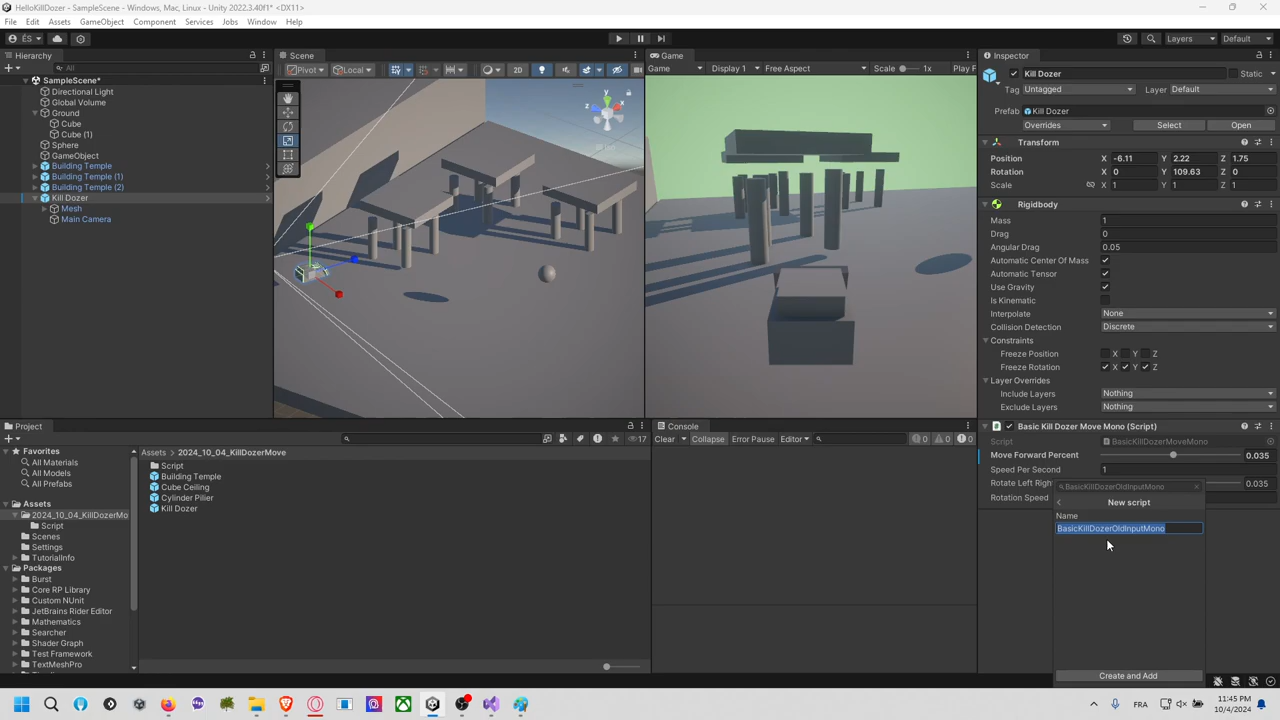 HelloKillDozer - SampleScene - Windows, Mac, Linux - Unity 2022.3.40f1* <DX11>
File Edit Assets GameObject Component Services Jobs Window Help
ÉS
Layers Default
Hierarchy
All
SampleScene*
Directional Light
Global Volume
Ground
Cube
Cube (1)
Sphere
GameObject
Building Temple
Building Temple (1)
Building Temple (2)
Kill Dozer
Mesh
Main Camera
Scene
Pivot Local 2D
y
x
z
Game
Game Display 1 Free Aspect Scale 1x Play F
Inspector
Kill Dozer Static
Tag Untagged Layer Default
Prefab Kill Dozer
Overrides Select Open
Transform
Position X -6.11 Y 2.22 Z 1.75
Rotation X 0 Y 109.63 Z 0
Scale X 1 Y 1 Z 1
Rigidbody
Mass 1
Drag 0
Angular Drag 0.05
Automatic Center Of Mass
Automatic Tensor
Use Gravity
Is Kinematic
Interpolate None
Collision Detection Discrete
Constraints
Freeze Position X Y Z
Freeze Rotation X Y Z
Layer Overrides
Include Layers Nothing
Exclude Layers Nothing
Basic Kill Dozer Move Mono (Script)
Script BasicKillDozerMoveMono
Move Forward Percent 0.035
Speed Per Second 1
Rotate Left Righ 0.035
Rotation Speed
BasicKillDozerOldInputMono
New script
Name
BasicKillDozerOldInputMono
Create and Add
Project
17
Favorites
All Materials
All Models
All Prefabs
Assets
2024_10_04_KillDozerMo
Script
Scenes
Settings
TutorialInfo
Packages
Burst
Core RP Library
Custom NUnit
JetBrains Rider Editor
Mathematics
Searcher
Shader Graph
Test Framework
TextMeshPro
Assets > 2024_10_04_KillDozerMove
Script
Building Temple
Cube Ceiling
Cylinder Pilier
Kill Dozer
Console
Clear Collapse Error Pause Editor 0 0 0
FRA
11:45 PM
10/4/2024